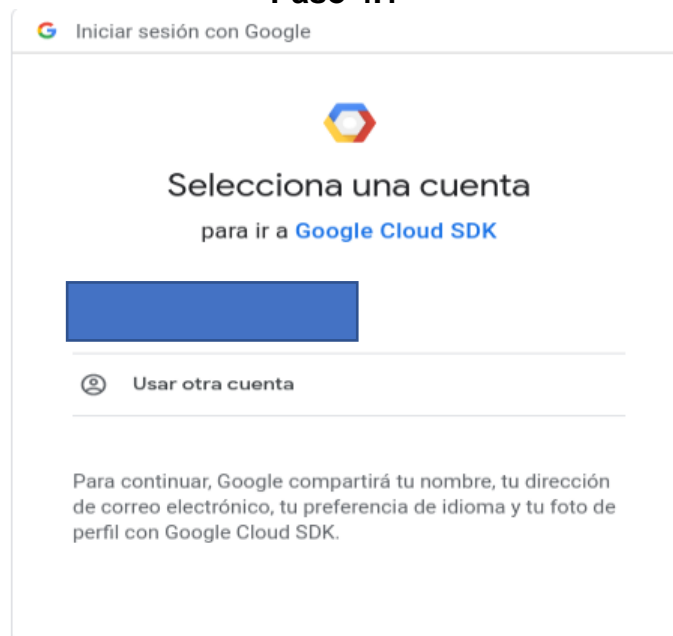 Iniciar sesión con Google
Selecciona una cuenta
para ir a Google Cloud SDK
Usar otra cuenta
Para continuar, Google compartirá tu nombre, tu dirección
de correo electrónico, tu preferencia de idioma y tu foto de
perfil con Google Cloud SDK.